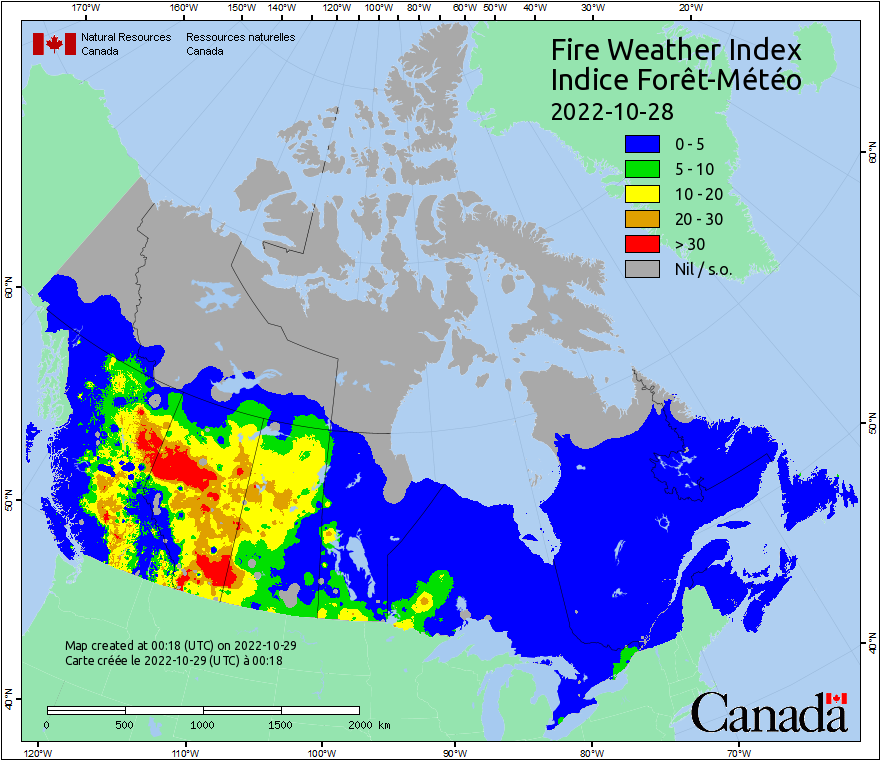 170°W 160°W 150°W 140°W 130°W 120°W 110°W 100°W 90°W 80°W 70°W 60°W 50°W 40°W 30°W 20°W
Natural Resources Canada
Ressources naturelles Canada
Fire Weather Index
Indice Forêt-Météo
2022-10-28
0 - 5
5 - 10
10 - 20
20 - 30
> 30
Nil / s.o.
60°N
60°N
50°N
50°N
40°N
40°N
Map created at 00:18 (UTC) on 2022-10-29
Carte créée le 2022-10-29 (UTC) à 00:18
0 500 1000 1500 2000 km
Canada
120°W 110°W 100°W 90°W 80°W 70°W